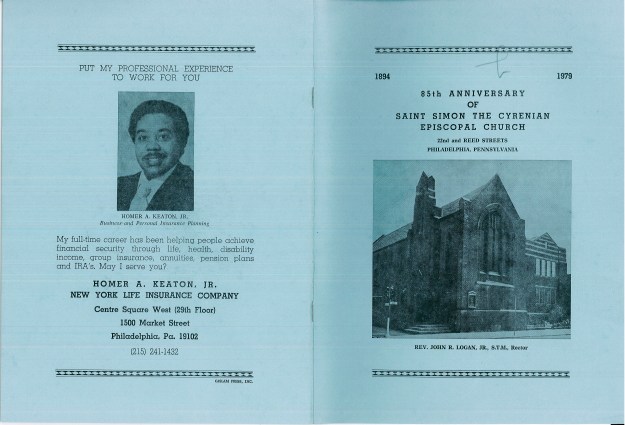 PUT MY PROFESSIONAL EXPERIENCE
TO WORK FOR YOU
HOMER A. KEATON, JR.
Business and Personal Insurance Planning
My full-time career has been helping people achieve
financial security through life, health, disability
income, group insurance, annuities, pension plans
and IRA's. May I serve you?
HOMER A. KEATON, JR.
NEW YORK LIFE INSURANCE COMPANY
Centre Square West (29th Floor)
1500 Market Street
Philadelphia, Pa. 19102
(215) 241-1432
1894 1979
85th ANNIVERSARY
OF
SAINT SIMON THE CYRENIAN
EPISCOPAL CHURCH
22nd and REED STREETS
PHILADELPHIA, PENNSYLVANIA
REV. JOHN R. LOGAN, JR., S.T.M., Rector